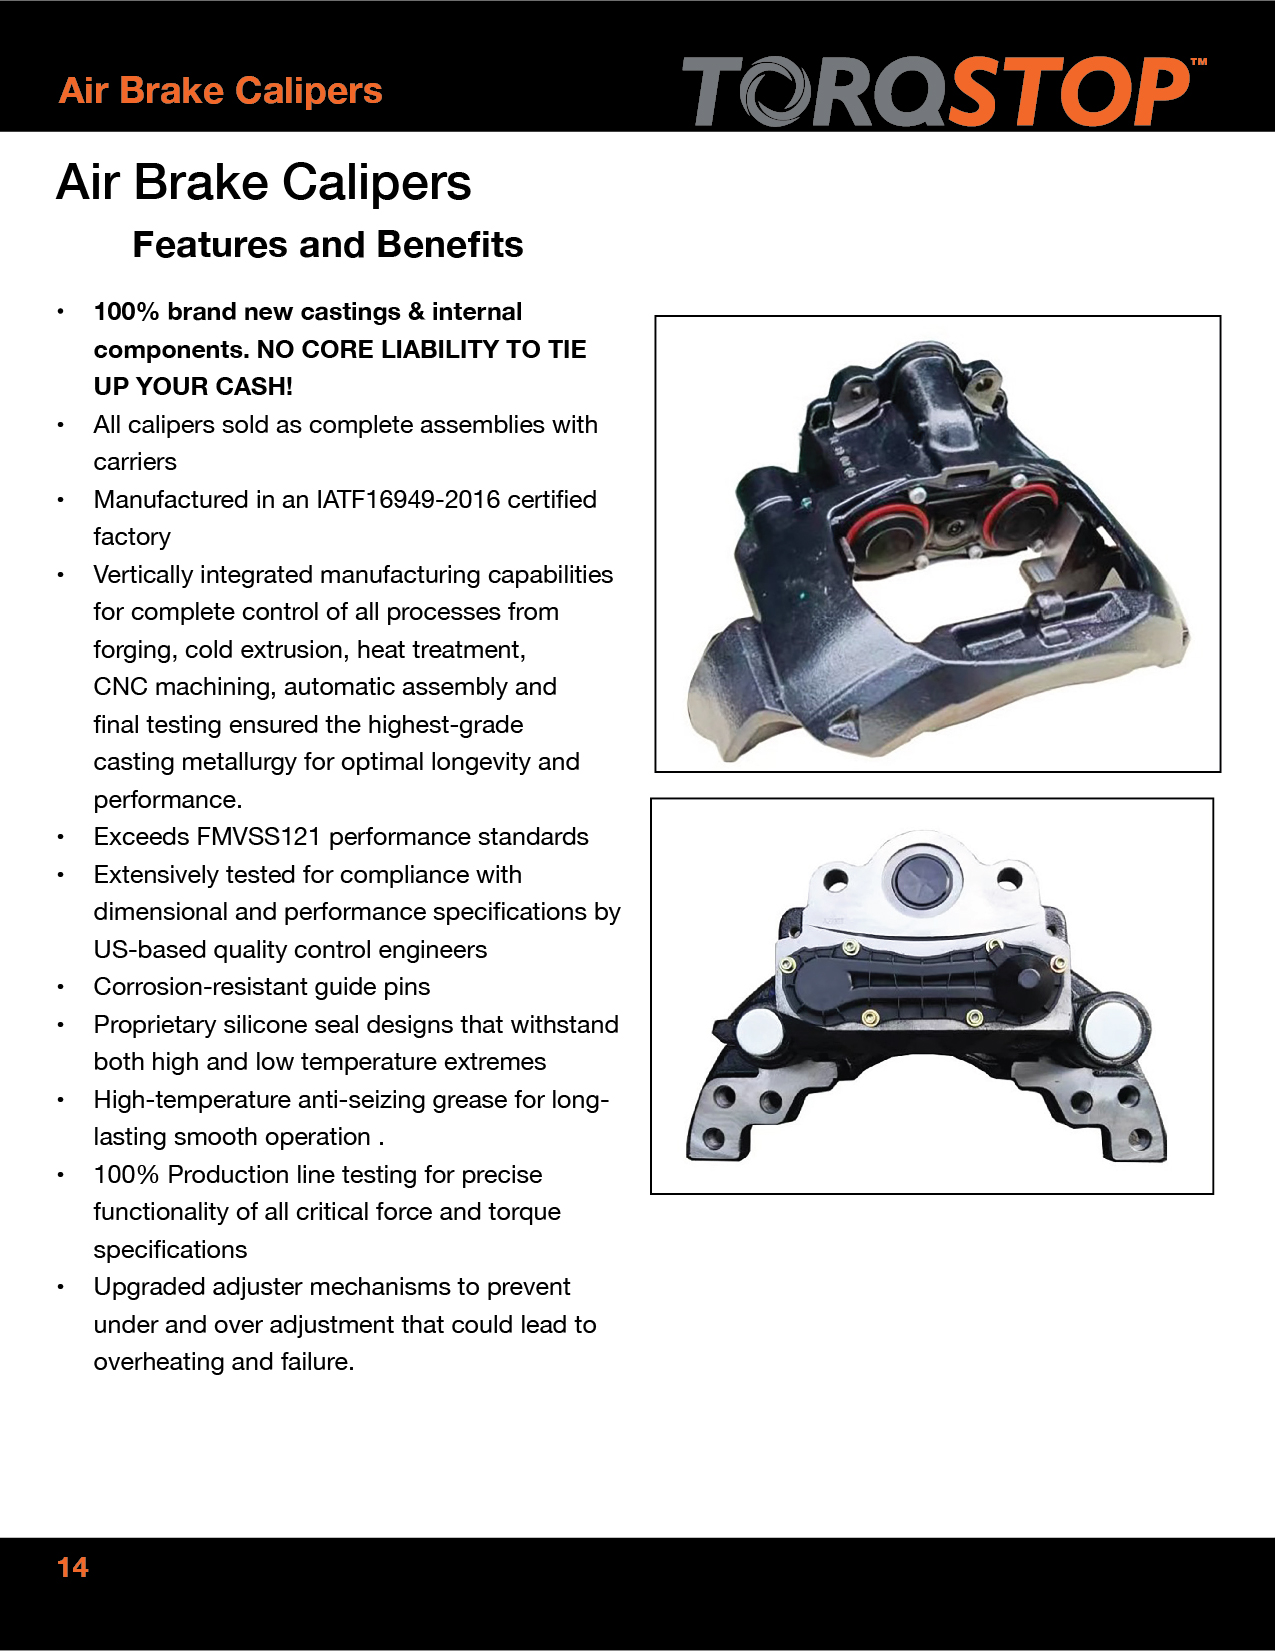 Air Brake Calipers
TORQSTOP™
Air Brake Calipers
Features and Benefits
• 100% brand new castings & internal
components. NO CORE LIABILITY TO TIE
UP YOUR CASH!
• All calipers sold as complete assemblies with
carriers
• Manufactured in an IATF16949-2016 certified
factory
• Vertically integrated manufacturing capabilities
for complete control of all processes from
forging, cold extrusion, heat treatment,
CNC machining, automatic assembly and
final testing ensured the highest-grade
casting metallurgy for optimal longevity and
performance.
• Exceeds FMVSS121 performance standards
• Extensively tested for compliance with
dimensional and performance specifications by
US-based quality control engineers
• Corrosion-resistant guide pins
• Proprietary silicone seal designs that withstand
both high and low temperature extremes
• High-temperature anti-seizing grease for long-
lasting smooth operation .
• 100% Production line testing for precise
functionality of all critical force and torque
specifications
• Upgraded adjuster mechanisms to prevent
under and over adjustment that could lead to
overheating and failure.
14